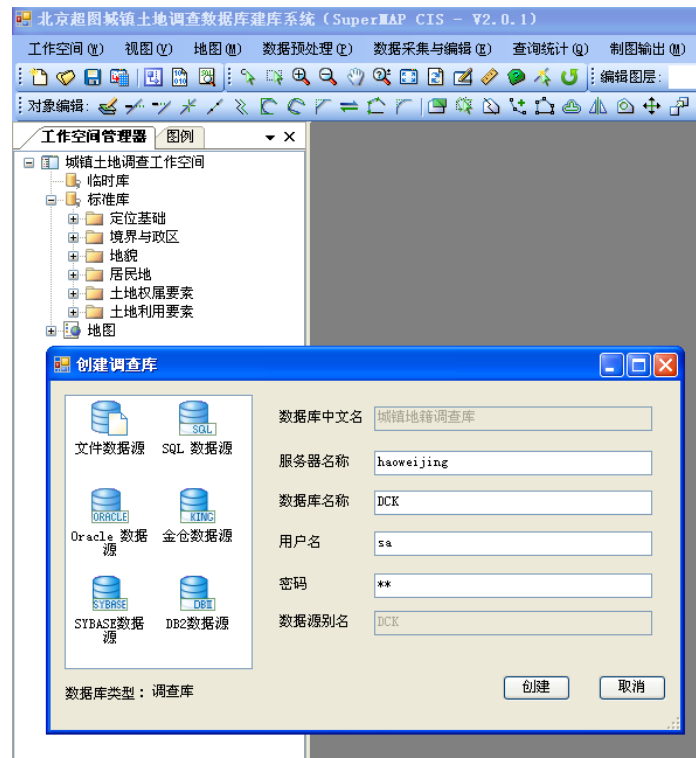 北京超图城镇土地调查数据库建库系统（SuperMAP CIS - V2.0.1）
工作空间(W) 视图(V) 地图(M) 数据预处理(P) 数据采集与编辑(E) 查询统计(Q) 制图输出(M)
编辑图层:
对象编辑:
工作空间管理器 图例
城镇土地调查工作空间
临时库
标准库
定位基础
境界与政区
地貌
居民地
土地权属要素
土地利用要素
地图
创建调查库
文件数据源
SQL
SQL 数据源
ORACLE
Oracle 数据源
KING
金仓数据源
SYBASE
SYBASE数据源
DBII
DB2数据源
数据库中文名 城镇地籍调查库
服务器名称 haoweijing
数据库名称 DCK
用户名 sa
密码 **
数据源别名 DCK
数据库类型：调查库
创建 取消